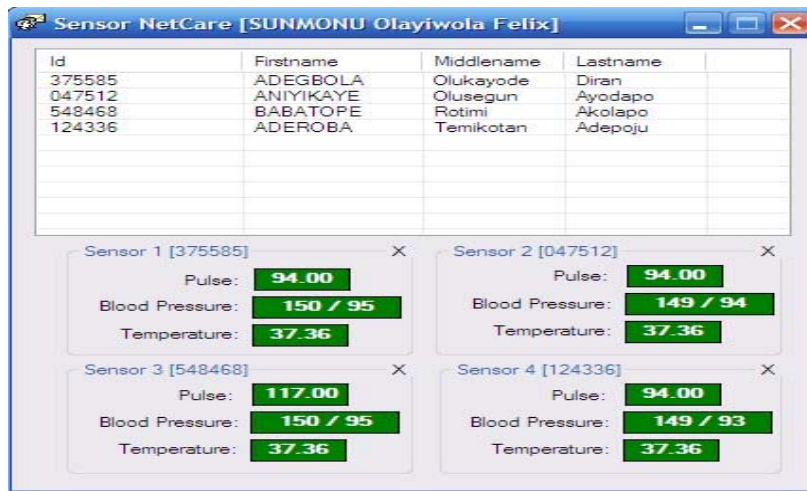 Sensor NetCare [SUNMONU Olayiwola Felix]
Id Firstname Middlename Lastname
375585 ADEGBOLA Olukayode Diran
047512 ANIYIKAYE Olusegun Ayodapo
548468 BABATOPE Rotimi Akolapo
124336 ADEROBA Temikotan Adepoju
Sensor 1 [375585] X
Pulse: 94.00
Blood Pressure: 150 / 95
Temperature: 37.36
Sensor 2 [047512] X
Pulse: 94.00
Blood Pressure: 149 / 94
Temperature: 37.36
Sensor 3 [548468] X
Pulse: 117.00
Blood Pressure: 150 / 95
Temperature: 37.36
Sensor 4 [124336] X
Pulse: 94.00
Blood Pressure: 149 / 93
Temperature: 37.36